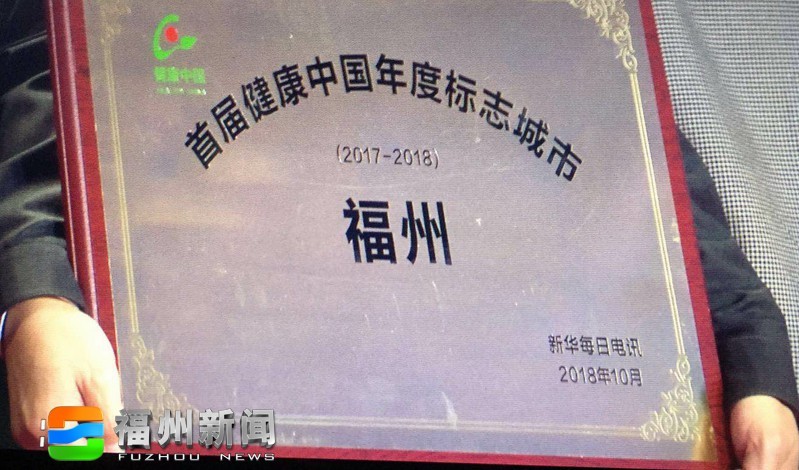 健康中国
首届健康中国年度标志城市
(2017-2018)
福州
新华每日电讯
2018年10月
福州新闻
FUZHOU NEWS